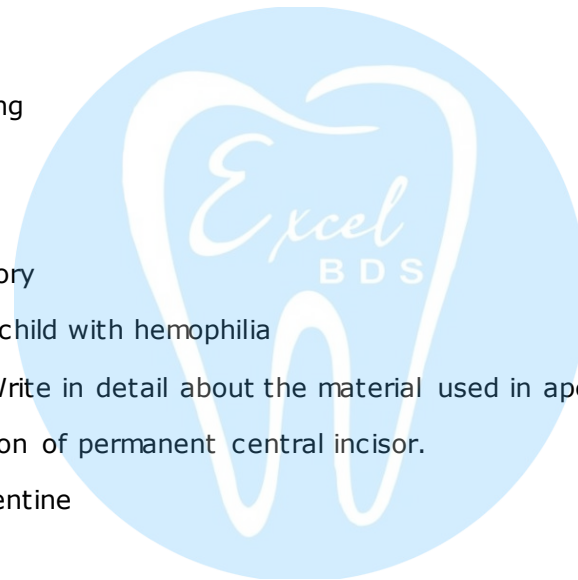 ng
Excel
BDS
ory
child with hemophilia
Write in detail about the material used in ape
on of permanent central incisor.
entine